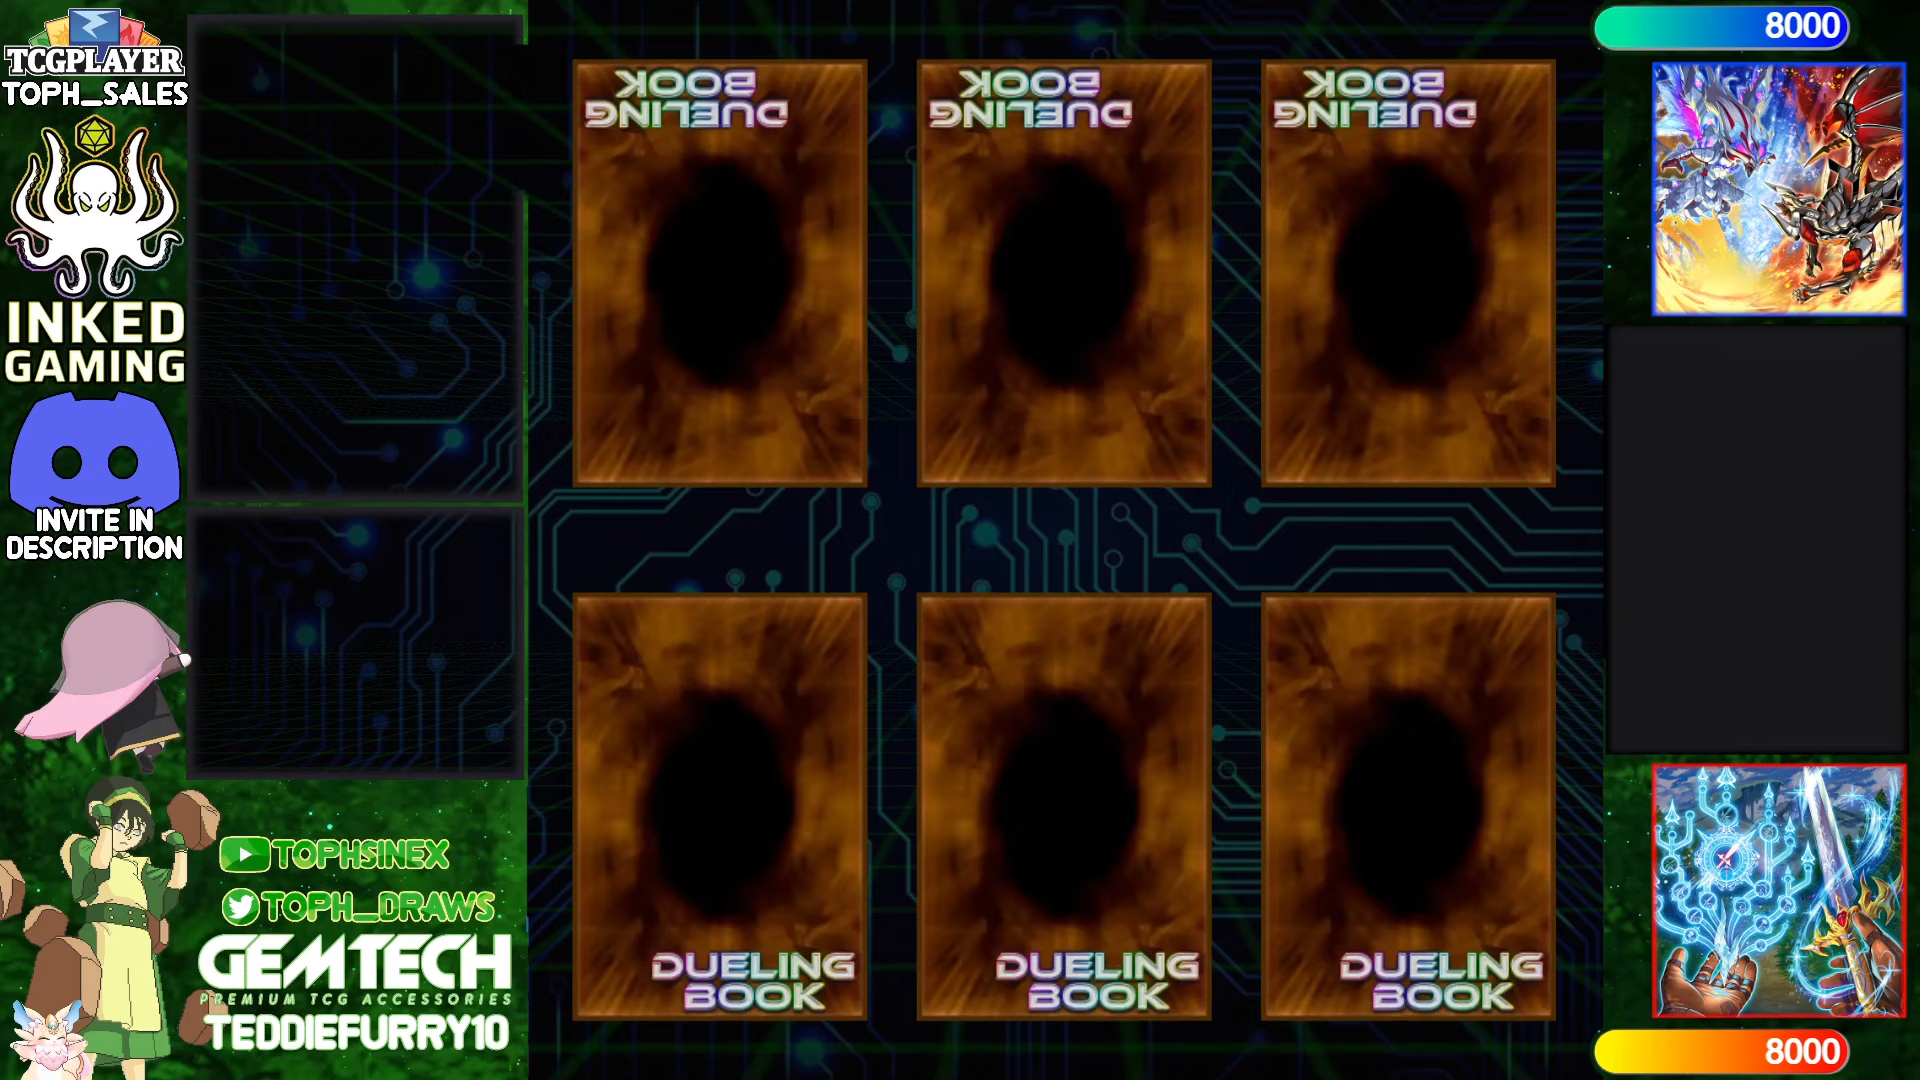 TCGPLAYER
TOPH_SALES
INKED
GAMING
INVITE IN
DESCRIPTION
TOPHSINEX
TOPH_DRAWS
GEMTECH
PREMIUM TCG ACCESSORIES
TEDDIEFURRY10
DUELING
BOOK
DUELING
BOOK
DUELING
BOOK
DUELING
BOOK
DUELING
BOOK
DUELING
BOOK
8000
8000